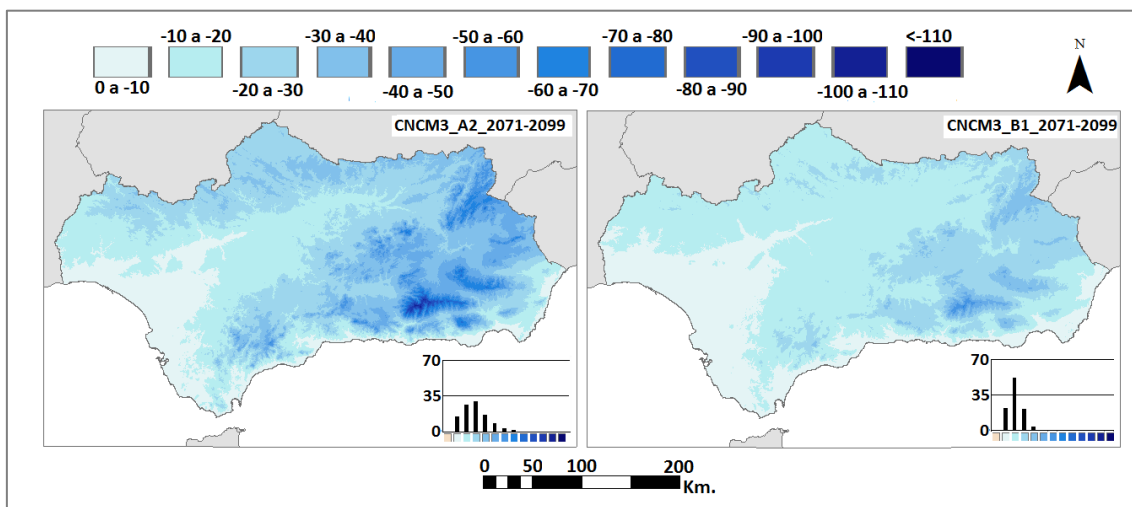 -10 a -20 -30 a -40 -50 a -60 -70 a -80 -90 a -100 <-110
0 a -10 -20 a -30 -40 a -50 -60 a -70 -80 a -90 -100 a -110
N
CNCM3_A2_2071-2099
CNCM3_B1_2071-2099
70
35
0
70
35
0
0 50 100 200
Km.